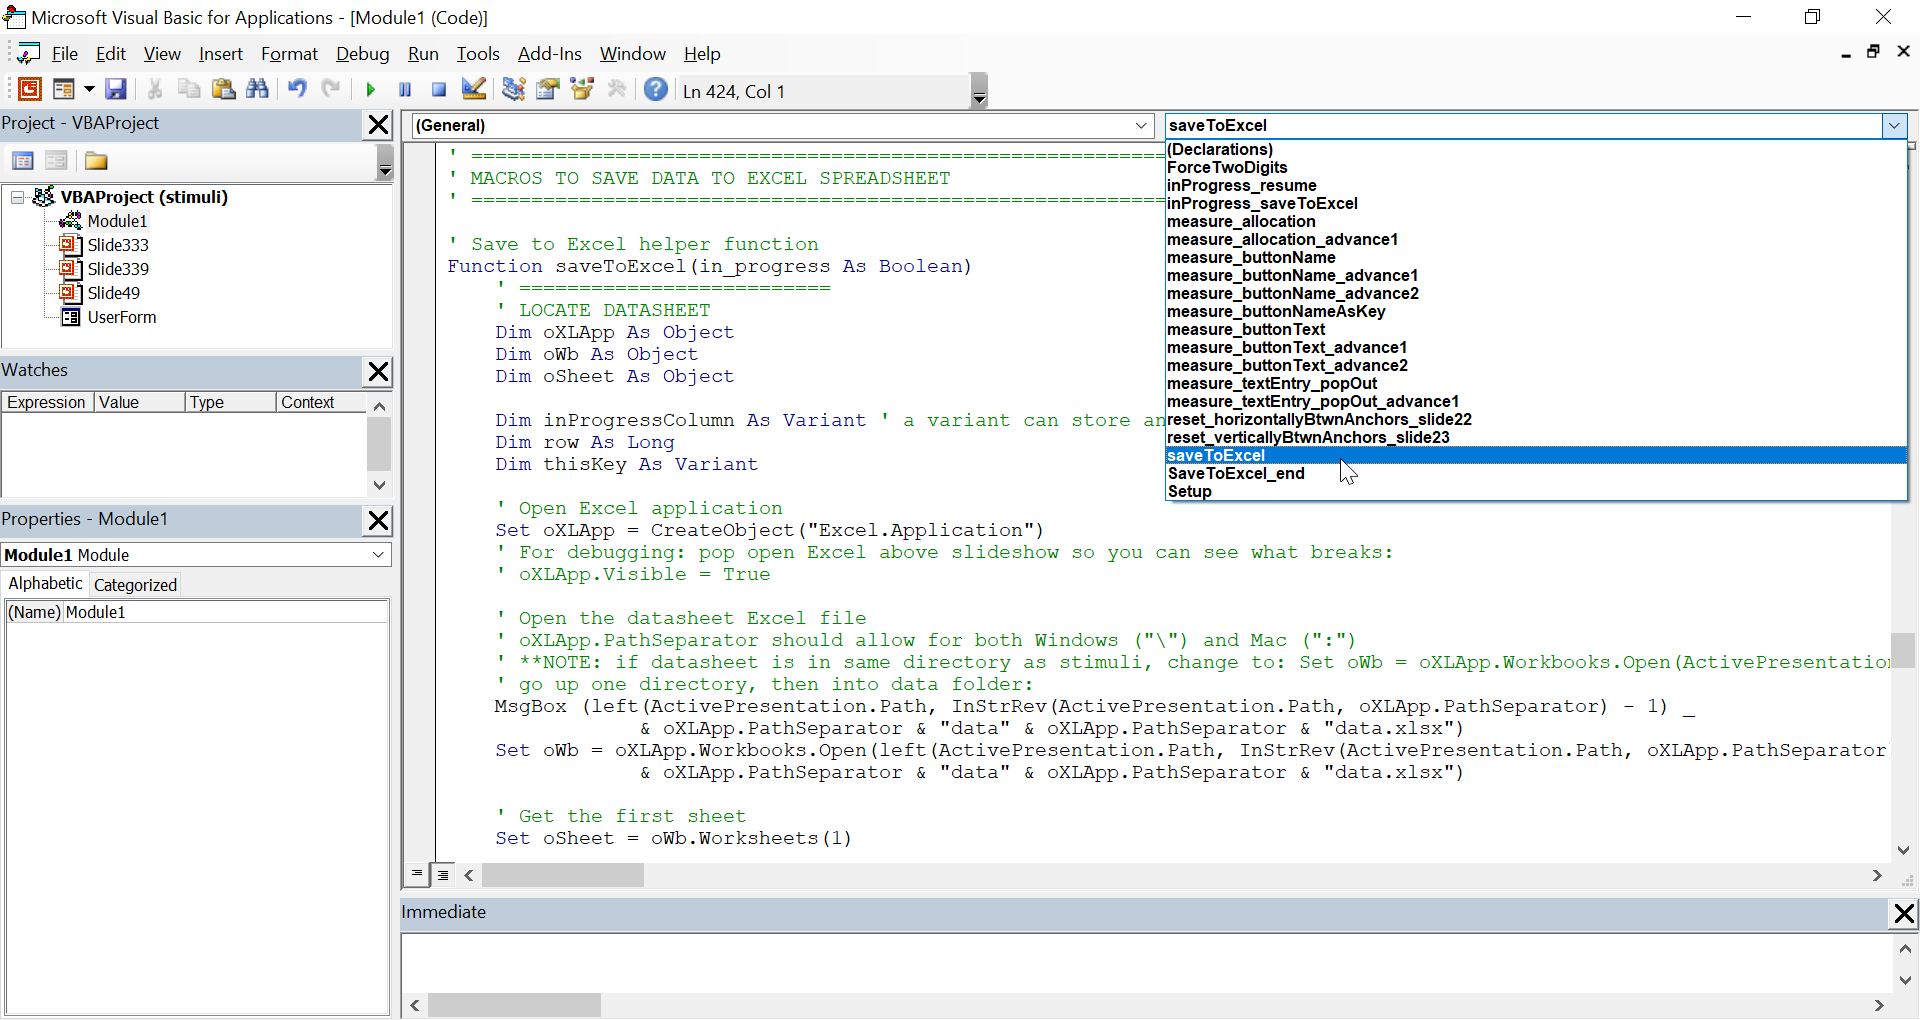 Microsoft Visual Basic for Applications - [Module1 (Code)]
File Edit View Insert Format Debug Run Tools Add-Ins Window Help
Ln 424, Col 1
Project - VBAProject
VBAProject (stimuli)
Module1
Slide333
Slide339
Slide49
UserForm
Watches
Expression Value Type Context
Properties - Module1
Module1 Module
Alphabetic Categorized
(Name) Module1
(General)
saveToExcel
(Declarations)
ForceTwoDigits
inProgress_resume
inProgress_saveToExcel
measure_allocation
measure_allocation_advance1
measure_buttonName
measure_buttonName_advance1
measure_buttonName_advance2
measure_buttonNameAsKey
measure_buttonText
measure_buttonText_advance1
measure_buttonText_advance2
measure_textEntry_popOut
measure_textEntry_popOut_advance1
reset_horizontallyBtwnAnchors_slide22
reset_verticallyBtwnAnchors_slide23
saveToExcel
SaveToExcel_end
Setup
' ==========================================================
' MACROS TO SAVE DATA TO EXCEL SPREADSHEET
' ==========================================================
' Save to Excel helper function
Function saveToExcel(in_progress As Boolean)
' ==========================
' LOCATE DATASHEET
Dim oXLApp As Object
Dim oWb As Object
Dim oSheet As Object
Dim inProgressColumn As Variant ' a variant can store an
Dim row As Long
Dim thisKey As Variant
' Open Excel application
Set oXLApp = CreateObject("Excel.Application")
' For debugging: pop open Excel above slideshow so you can see what breaks:
' oXLApp.Visible = True
' Open the datasheet Excel file
' oXLApp.PathSeparator should allow for both Windows ("\") and Mac (":")
' **NOTE: if datasheet is in same directory as stimuli, change to: Set oWb = oXLApp.Workbooks.Open(ActivePresentatio
' go up one directory, then into data folder:
MsgBox (left(ActivePresentation.Path, InStrRev(ActivePresentation.Path, oXLApp.PathSeparator) - 1) _
& oXLApp.PathSeparator & "data" & oXLApp.PathSeparator & "data.xlsx")
Set oWb = oXLApp.Workbooks.Open(left(ActivePresentation.Path, InStrRev(ActivePresentation.Path, oXLApp.PathSeparator
& oXLApp.PathSeparator & "data" & oXLApp.PathSeparator & "data.xlsx")
' Get the first sheet
Set oSheet = oWb.Worksheets(1)
Immediate